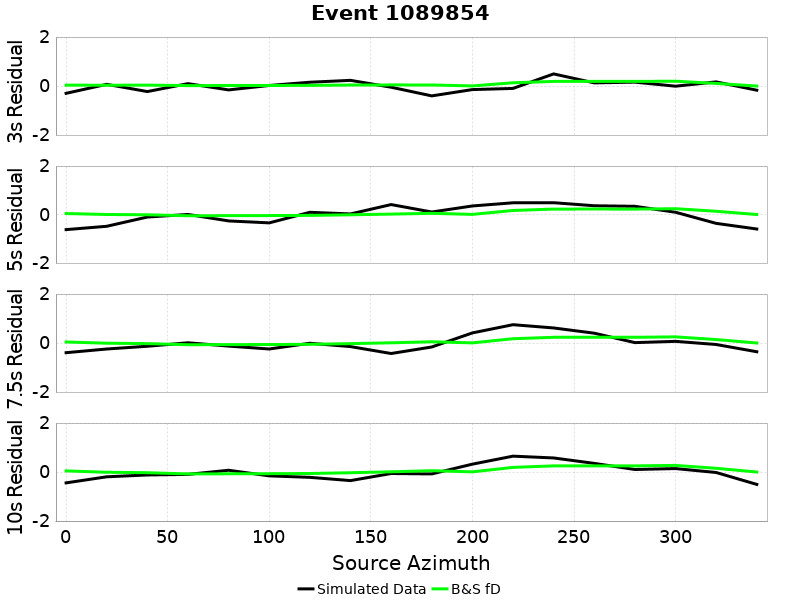 Event 1089854
3s Residual
2
0
-2
5s Residual
2
0
-2
7.5s Residual
2
0
-2
10s Residual
2
0
-2
0 50 100 150 200 250 300
Source Azimuth
Simulated Data B&S fD